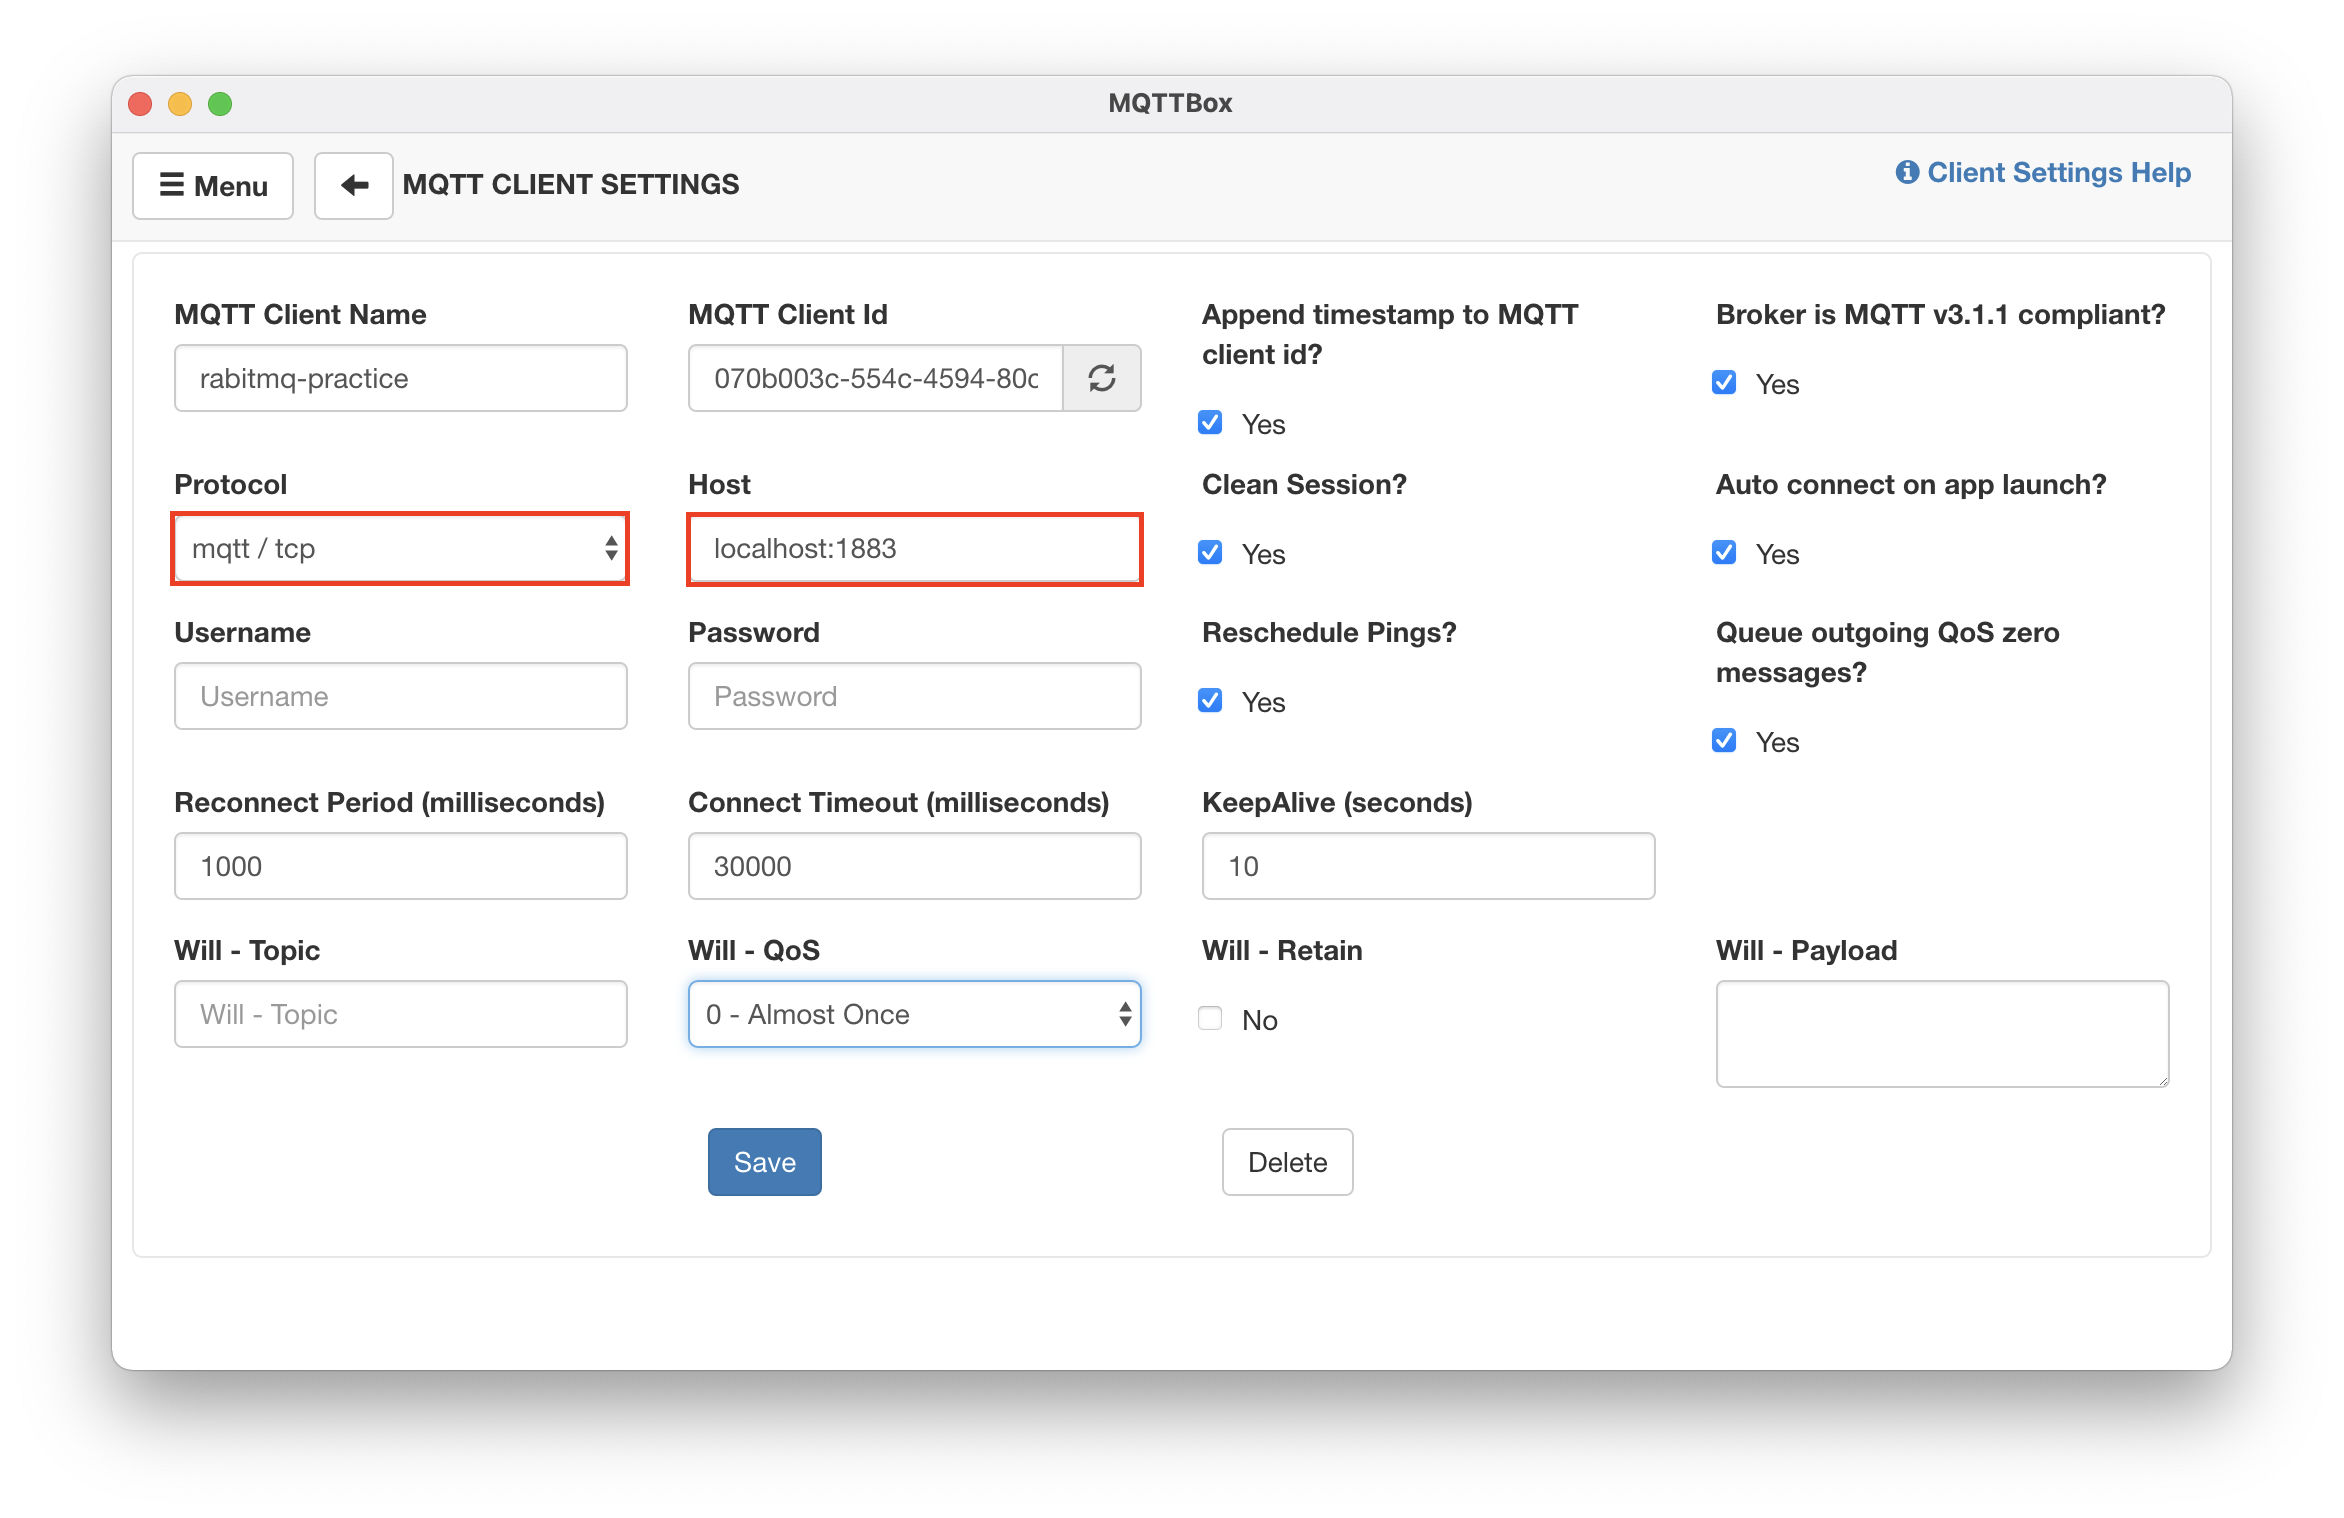 MQTTBox
Menu
MQTT CLIENT SETTINGS
Client Settings Help
MQTT Client Name
rabitmq-practice
MQTT Client Id
070b003c-554c-4594-80c
Append timestamp to MQTT
client id?
Yes
Broker is MQTT v3.1.1 compliant?
Yes
Protocol
mqtt / tcp
Host
localhost:1883
Clean Session?
Yes
Auto connect on app launch?
Yes
Username
Username
Password
Password
Reschedule Pings?
Yes
Queue outgoing QoS zero
messages?
Yes
Reconnect Period (milliseconds)
1000
Connect Timeout (milliseconds)
30000
KeepAlive (seconds)
10
Will - Topic
Will - Topic
Will - QoS
0 - Almost Once
Will - Retain
No
Will - Payload
Save
Delete